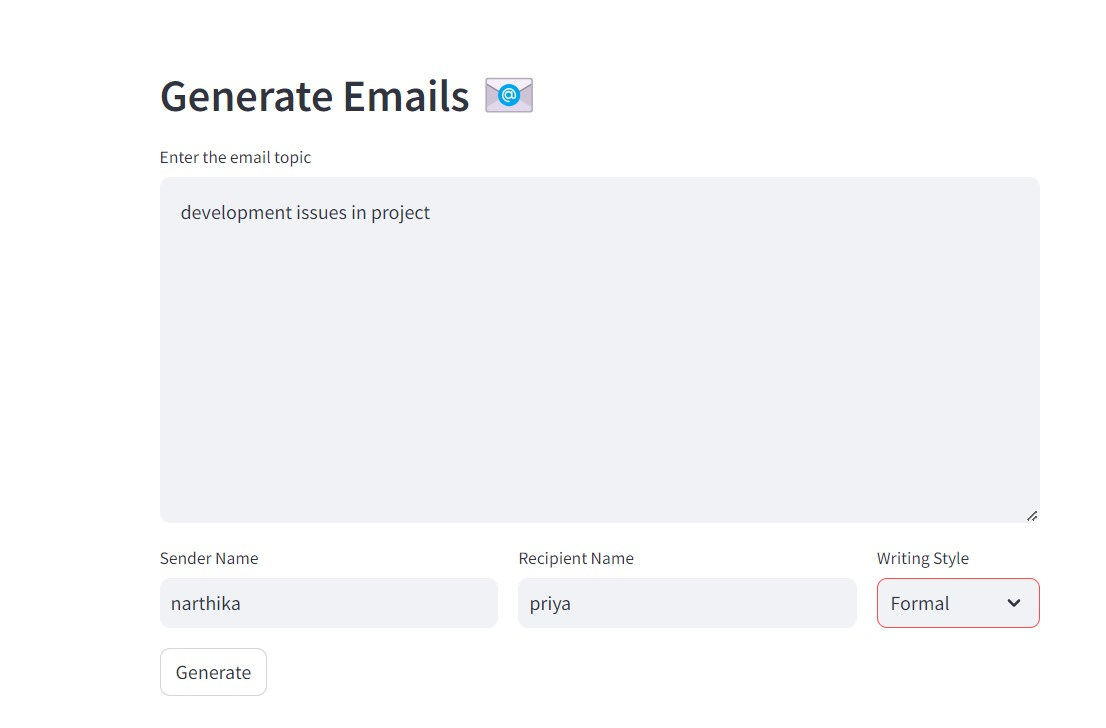 Generate Emails
Enter the email topic
development issues in project
Sender Name
Recipient Name
Writing Style
narthika
priya
Formal
Generate